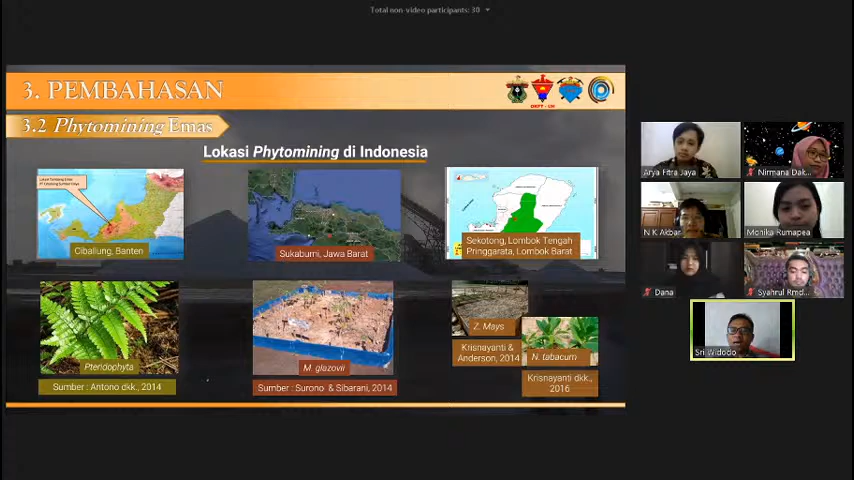 Total non-video participants: 30
3. PEMBAHASAN
3.2 Phytomining Emas
Lokasi Phytomining di Indonesia
Cibaliung, Banten
Sukabumi, Jawa Barat
Sekotong, Lombok Tengah
Pringgarata, Lombok Barat
Pteridophyta
Sumber : Antono dkk., 2014
M. glazovii
Sumber : Surono & Sibarani, 2014
Z. Mays
Krisnayanti &
Anderson, 2014
N. tabacum
Krisnayanti dkk.,
2016
Arya Fitra Jaya
Nirmana Dak...
N K Akbar
Monika Rumapea
Dana
Syahrul Rmd...
Sri Widodo